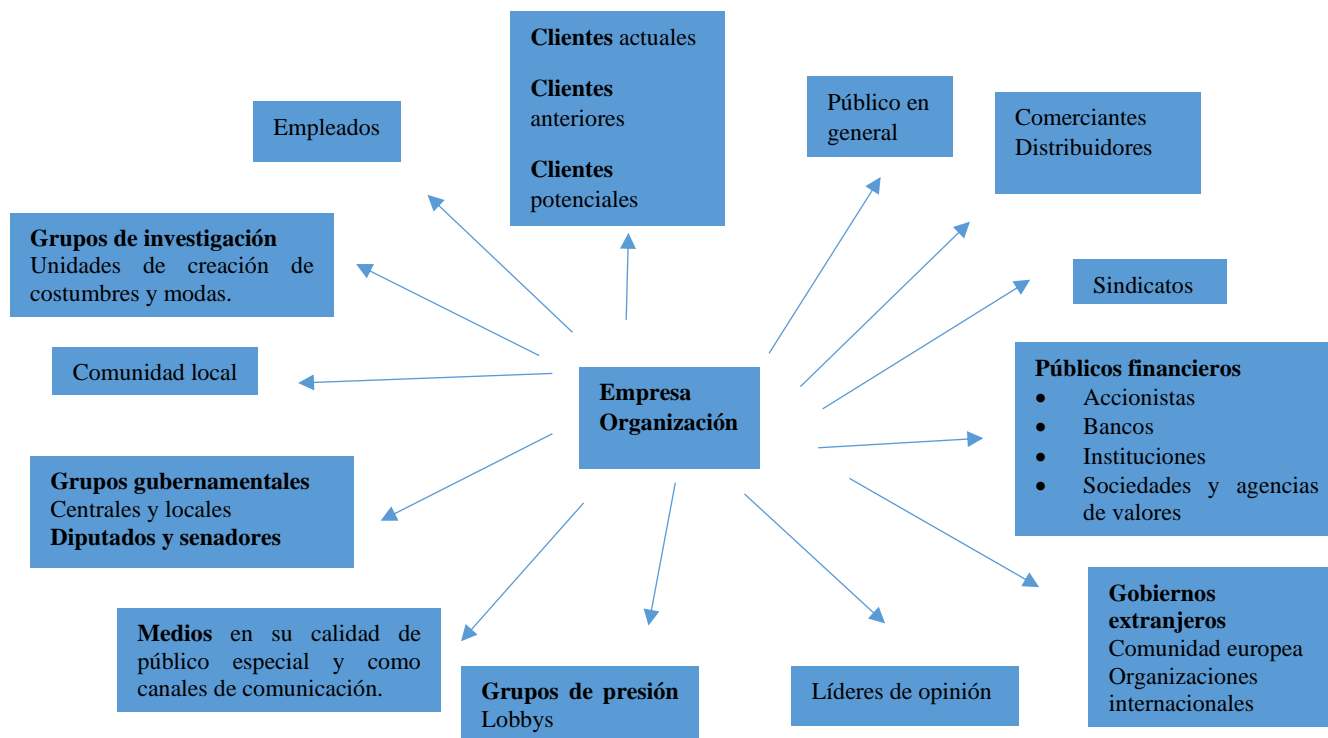 Clientes actuales
Clientes
anteriores
Clientes
potenciales
Público en
general
Comerciantes
Distribuidores
Empleados
Grupos de investigación
Unidades de creación de
costumbres y modas.
Sindicatos
Comunidad local
Empresa
Organización
Públicos financieros
• Accionistas
• Bancos
• Instituciones
• Sociedades y agencias
de valores
Grupos gubernamentales
Centrales y locales
Diputados y senadores
Gobiernos
extranjeros
Comunidad europea
Organizaciones
internacionales
Medios en su calidad de
público especial y como
canales de comunicación.
Grupos de presión
Lobbys
Líderes de opinión